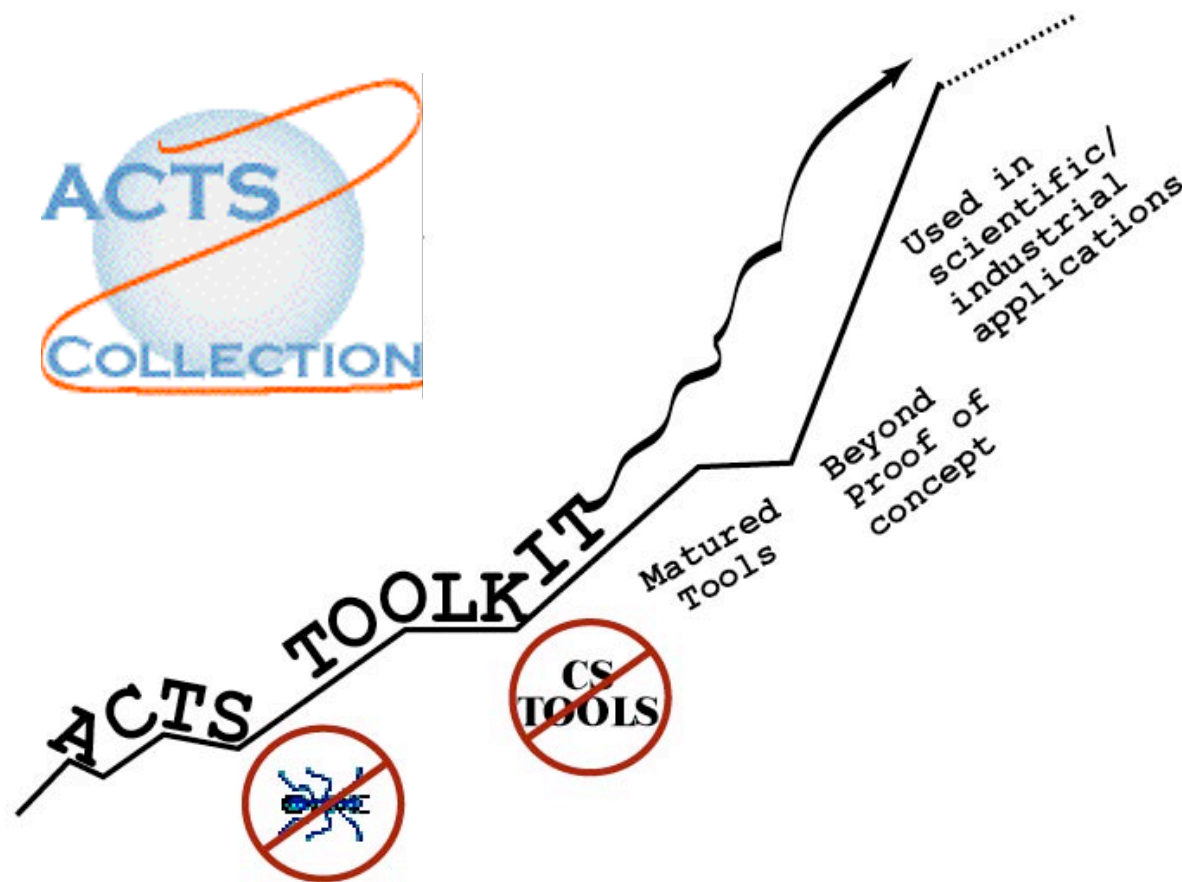 ACTS
COLLECTION
ACTS TOOLKIT
CS
TOOLS
Matured
Tools
Beyond
Proof of
concept
Used in
scientific/
industrial
applications